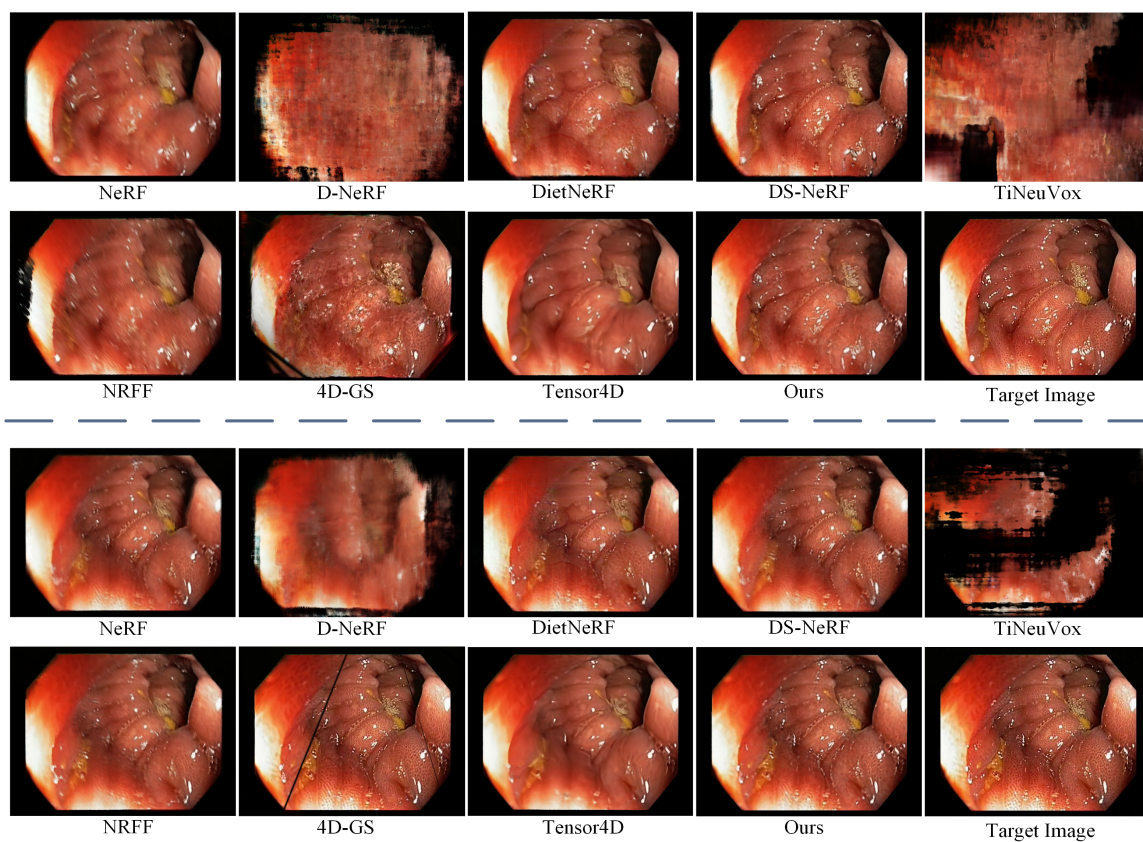 NeRF D-NeRF DietNeRF DS-NeRF TiNeuVox
NRFF 4D-GS Tensor4D Ours Target Image
NeRF D-NeRF DietNeRF DS-NeRF TiNeuVox
NRFF 4D-GS Tensor4D Ours Target Image